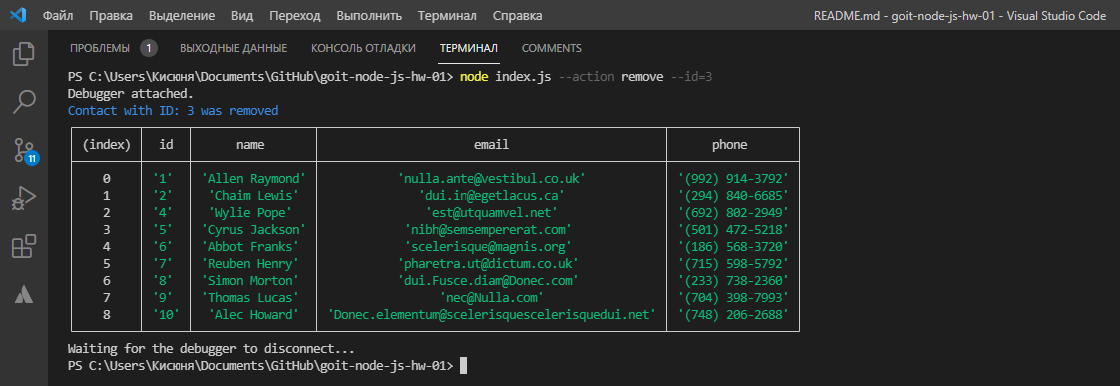 Файл Правка Выделение Вид Переход Выполнить Терминал Справка README.md - goit-node-js-hw-01 - Visual Studio Code
ПРОБЛЕМЫ 1 ВЫХОДНЫЕ ДАННЫЕ КОНСОЛЬ ОТЛАДКИ ТЕРМИНАЛ COMMENTS
PS C:\Users\Кисюня\Documents\GitHub\goit-node-js-hw-01> node index.js --action remove --id=3
Debugger attached.
Contact with ID: 3 was removed
(index) id name email phone
0 '1' 'Allen Raymond' 'nulla.ante@vestibul.co.uk' '(992) 914-3792'
1 '2' 'Chaim Lewis' 'dui.in@egetlacus.ca' '(294) 840-6685'
2 '4' 'Wylie Pope' 'est@utquamvel.net' '(692) 802-2949'
3 '5' 'Cyrus Jackson' 'nibh@semsempererat.com' '(501) 472-5218'
4 '6' 'Abbot Franks' 'scelerisque@magnis.org' '(186) 568-3720'
5 '7' 'Reuben Henry' 'pharetra.ut@dictum.co.uk' '(715) 598-5792'
6 '8' 'Simon Morton' 'dui.Fusce.diam@Donec.com' '(233) 738-2360'
7 '9' 'Thomas Lucas' 'nec@Nulla.com' '(704) 398-7993'
8 '10' 'Alec Howard' 'Donec.elementum@scelerisquescelerisquedui.net' '(748) 206-2688'
Waiting for the debugger to disconnect...
PS C:\Users\Кисюня\Documents\GitHub\goit-node-js-hw-01>
11